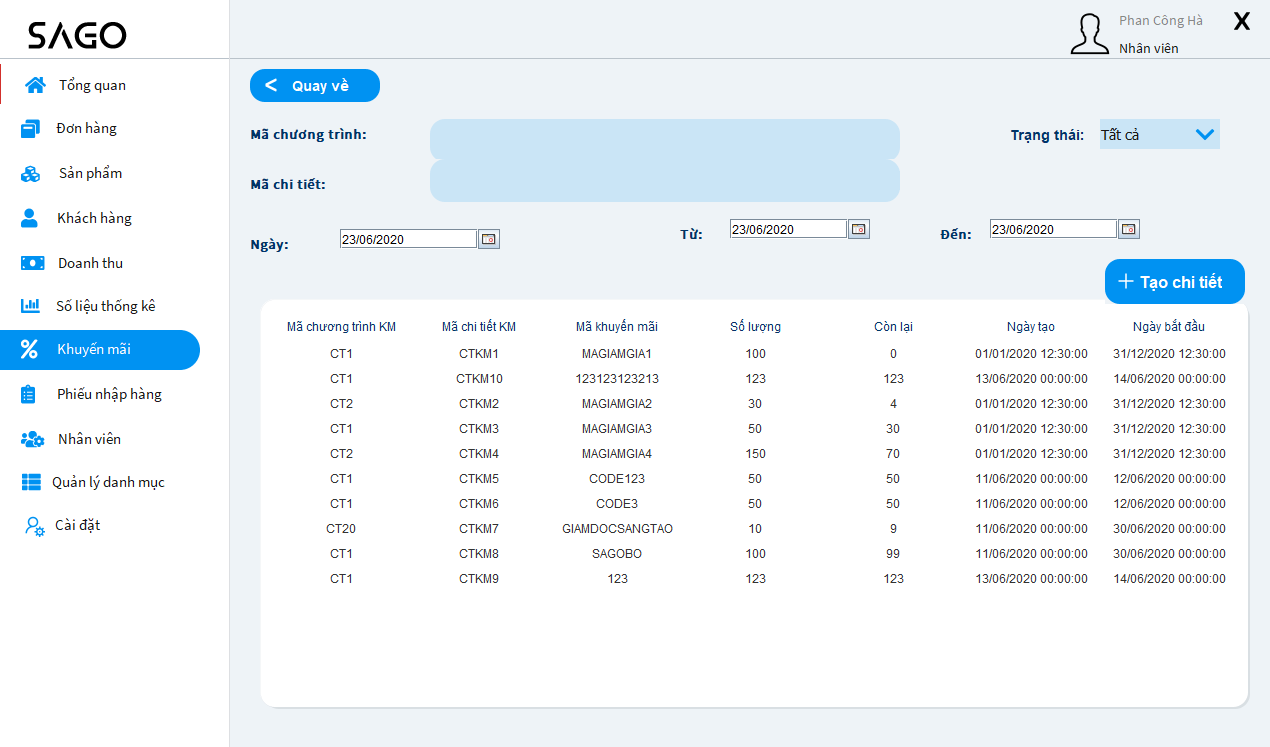 SAGO
Phan Công Hà
Nhân viên
X
Tổng quan
Đơn hàng
Sản phẩm
Khách hàng
Doanh thu
Số liệu thống kê
Khuyến mãi
Phiếu nhập hàng
Nhân viên
Quản lý danh mục
Cài đặt
< Quay về
Mã chương trình:
Trạng thái: Tất cả
Mã chi tiết:
Ngày: 23/06/2020 Từ: 23/06/2020 Đến: 23/06/2020
+ Tạo chi tiết
Mã chương trình KM Mã chi tiết KM Mã khuyến mãi Số lượng Còn lại Ngày tạo Ngày bắt đầu
CT1 CTKM1 MAGIAMGIA1 100 0 01/01/2020 12:30:00 31/12/2020 12:30:00
CT1 CTKM10 123123123213 123 123 13/06/2020 00:00:00 14/06/2020 00:00:00
CT2 CTKM2 MAGIAMGIA2 30 4 01/01/2020 12:30:00 31/12/2020 12:30:00
CT1 CTKM3 MAGIAMGIA3 50 30 01/01/2020 12:30:00 31/12/2020 12:30:00
CT2 CTKM4 MAGIAMGIA4 150 70 01/01/2020 12:30:00 31/12/2020 12:30:00
CT1 CTKM5 CODE123 50 50 11/06/2020 00:00:00 12/06/2020 00:00:00
CT1 CTKM6 CODE3 50 50 11/06/2020 00:00:00 12/06/2020 00:00:00
CT20 CTKM7 GIAMDOCSANGTAO 10 9 11/06/2020 00:00:00 30/06/2020 00:00:00
CT1 CTKM8 SAGOBO 100 99 11/06/2020 00:00:00 30/06/2020 00:00:00
CT1 CTKM9 123 123 123 13/06/2020 00:00:00 14/06/2020 00:00:00